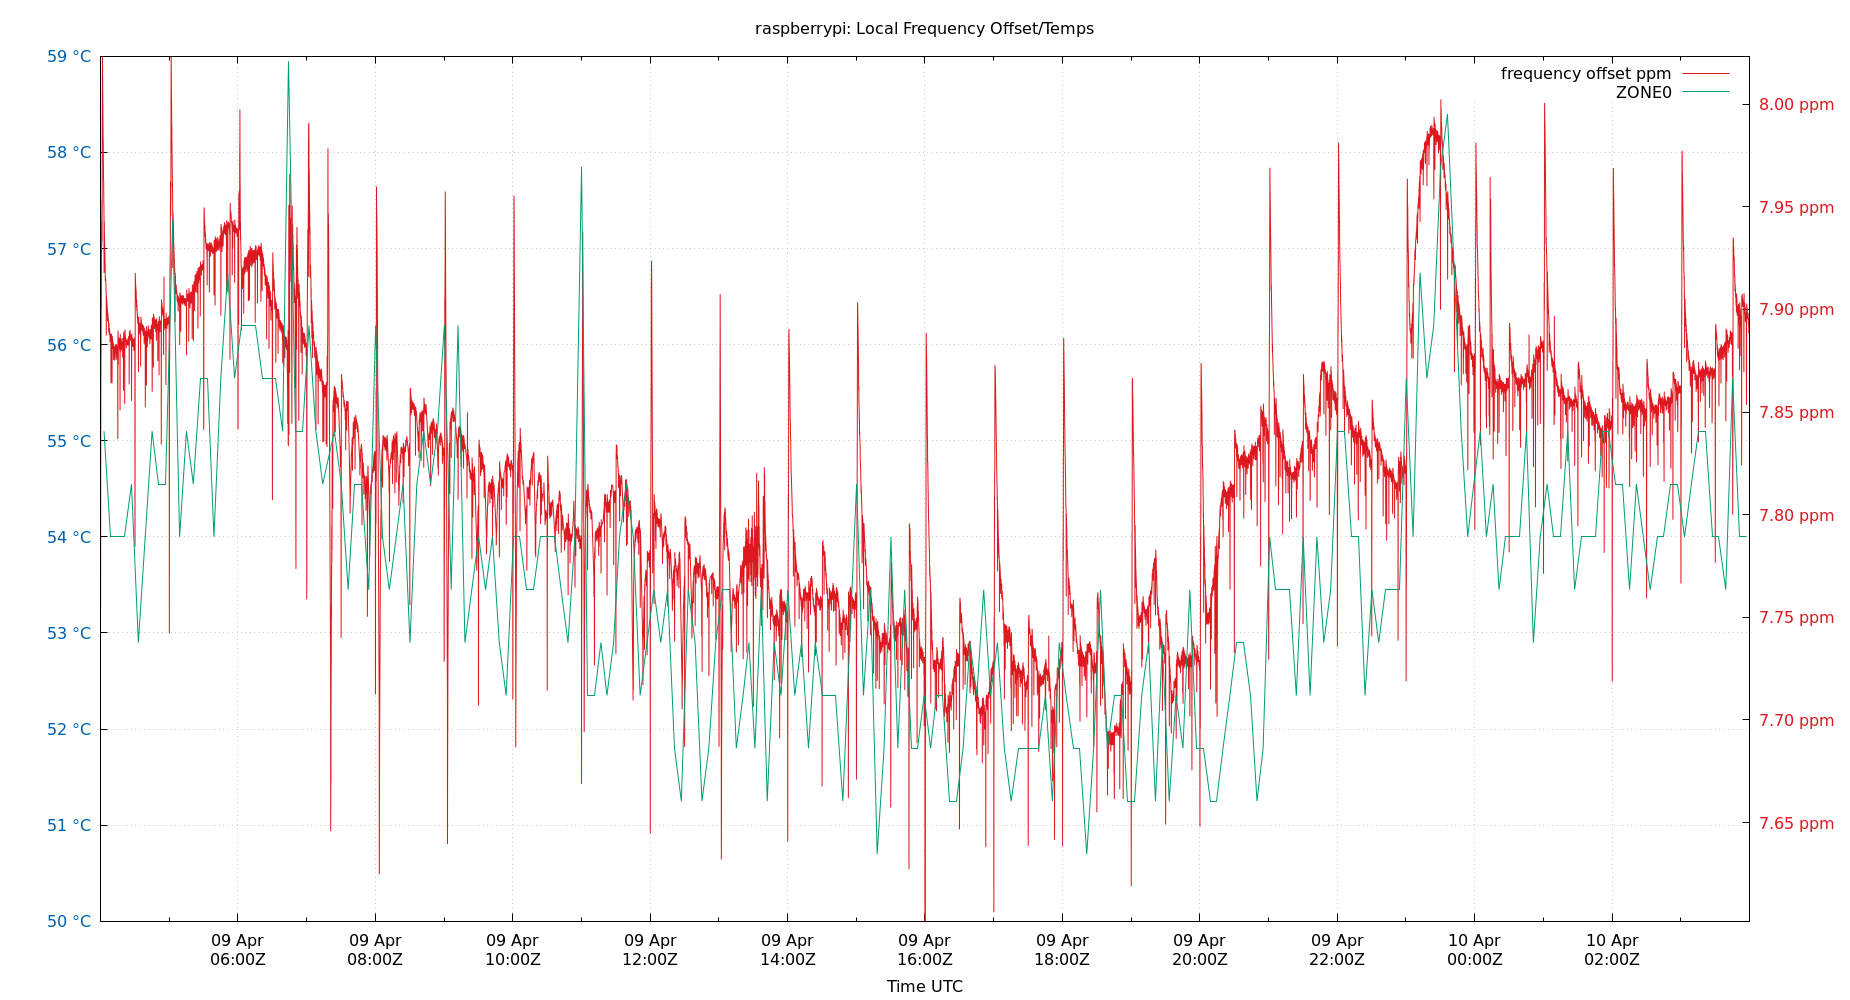 raspberrypi: Local Frequency Offset/Temps
frequency offset ppm
ZONE0
59 °C
58 °C
57 °C
56 °C
55 °C
54 °C
53 °C
52 °C
51 °C
50 °C
8.00 ppm
7.95 ppm
7.90 ppm
7.85 ppm
7.80 ppm
7.75 ppm
7.70 ppm
7.65 ppm
09 Apr 09 Apr 09 Apr 09 Apr 09 Apr 09 Apr 09 Apr 09 Apr 09 Apr 10 Apr 10 Apr
06:00Z 08:00Z 10:00Z 12:00Z 14:00Z 16:00Z 18:00Z 20:00Z 22:00Z 00:00Z 02:00Z
Time UTC